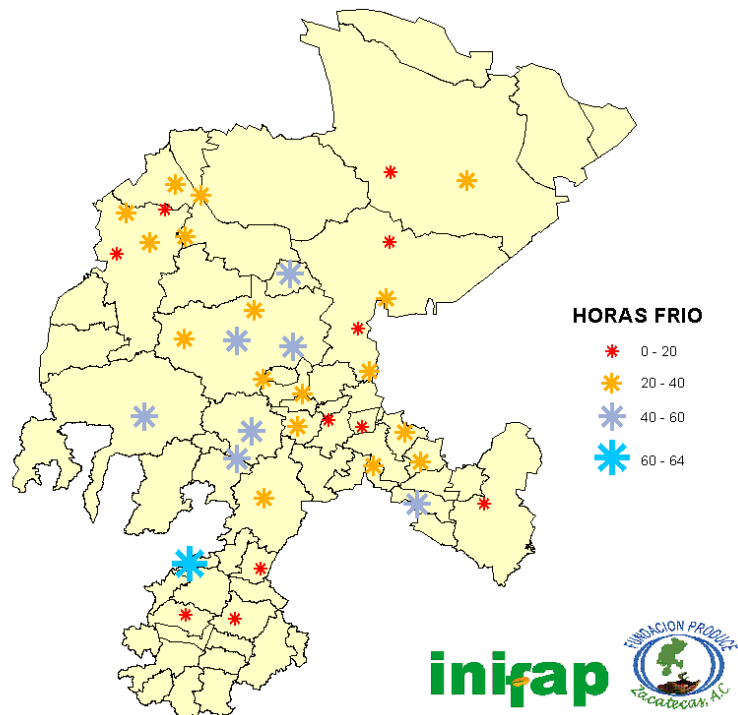 HORAS FRIO
0 - 20
20 - 40
40 - 60
60 - 64
inifap
FUNDACION PRODUCE
Zacatecas, A.C